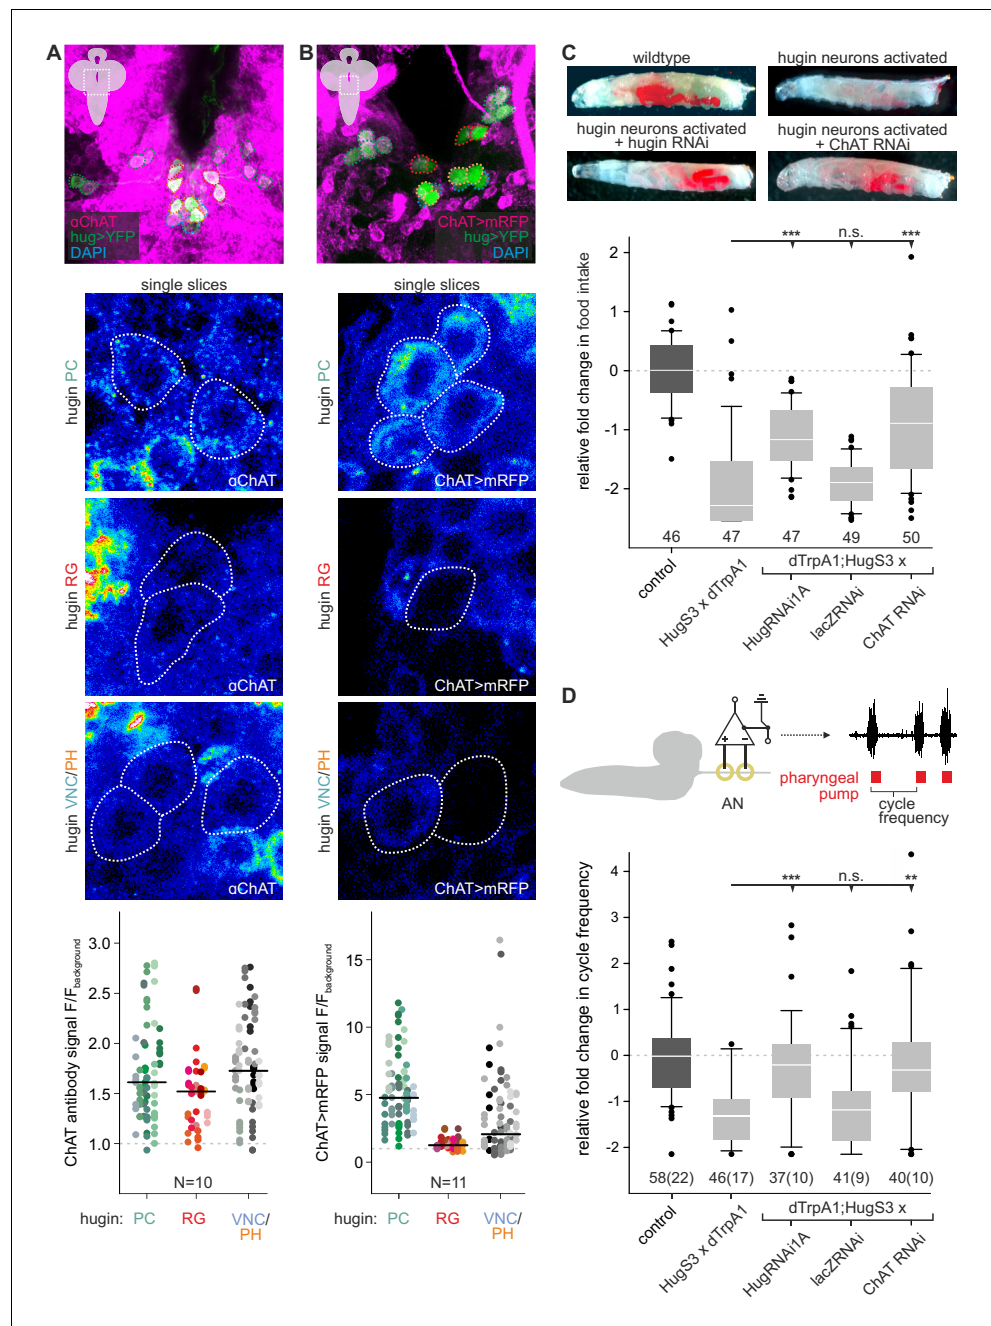 A
αChAT
hug>YFP
DAPI
B
ChAT>mRFP
hug>YFP
DAPI
single slices
single slices
hugin PC
αChAT
ChAT>mRFP
hugin RG
αChAT
ChAT>mRFP
hugin VNC/PH
αChAT
ChAT>mRFP
ChAT antibody signal F/Fbackground
3.0
2.5
2.0
1.5
1.0
N=10
hugin: PC RG VNC/
PH
ChAT>mRFP signal F/Fbackground
15
10
5
0
N=11
hugin: PC RG VNC/
PH
C
wildtype
hugin neurons activated
hugin neurons activated
+ hugin RNAi
hugin neurons activated
+ ChAT RNAi
relative fold change in food intake
*** n.s. ***
2
1
0
-1
-2
46 47 47 49 50
dTrpA1;HugS3 x
control
HugS3 x dTrpA1
HugRNAi1A
lacZRNAi
ChAT RNAi
D
+ -
AN
pharyngeal
pump
cycle
frequency
relative fold change in cycle frequency
*** n.s. **
4
3
2
1
0
-1
-2
58(22) 46(17) 37(10) 41(9) 40(10)
dTrpA1;HugS3 x
control
HugS3 x dTrpA1
HugRNAi1A
lacZRNAi
ChAT RNAi